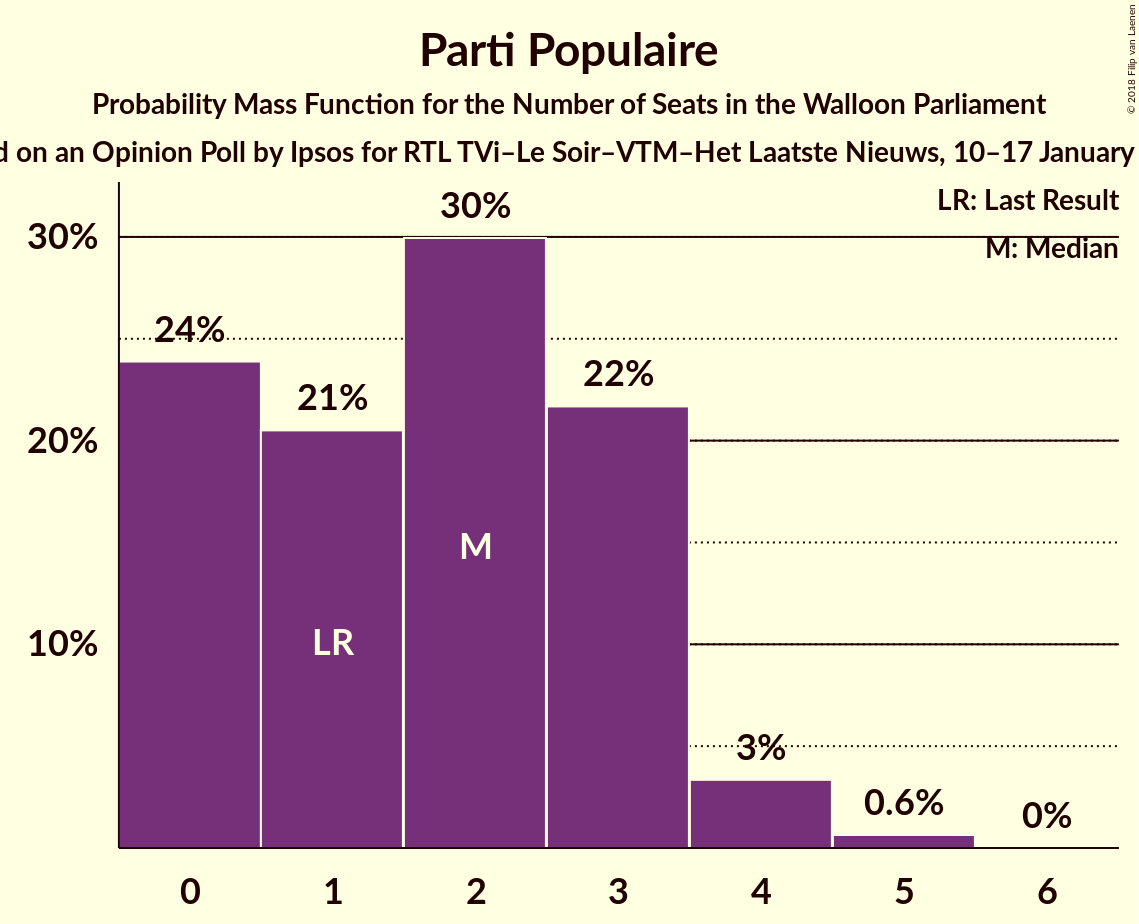 Parti Populaire
Probability Mass Function for the Number of Seats in the Walloon Parliament
on an Opinion Poll by Ipsos for RTL TVi–Le Soir–VTM–Het Laatste Nieuws, 10–17 January
© 2018 Filip van Laenen
LR: Last Result
M: Median
30%
20%
10%
24%
21%
30%
22%
3%
0.6%
0%
LR
M
0 1 2 3 4 5 6